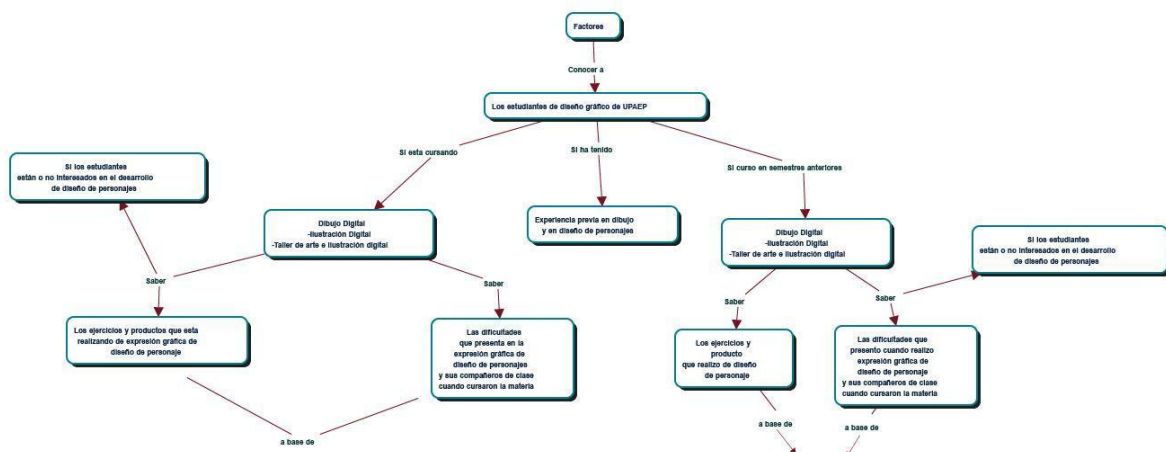 Factores
Conocer a
Los estudiantes de diseño gráfico de UPAEP
Si esta cursando
Si ha tenido
Si curso en semestres anteriores
Si los estudiantes
están o no interesados en el desarrollo
de diseño de personajes
Dibujo Digital
-Ilustración Digital
-Taller de arte e ilustración digital
Experiencia previa en dibujo
y en diseño de personajes
Dibujo Digital
-Ilustración Digital
-Taller de arte e ilustración digital
Si los estudiantes
están o no interesados en el desarrollo
de diseño de personajes
Saber
Saber
Saber
Saber
Los ejercicios y productos que esta
realizando de expresión gráfica de
diseño de personaje
Las dificultades
que presenta en la
expresión gráfica de
diseño de personajes
y sus compañeros de clase
cuando cursaron la materia
Los ejercicios y
producto
que realizo de diseño
de personaje
Las dificultades que
presento cuando realizo
expresión gráfica de
diseño de personaje
y sus compañeros de clase
cuando cursaron la materia
a base de
a base de
a base de